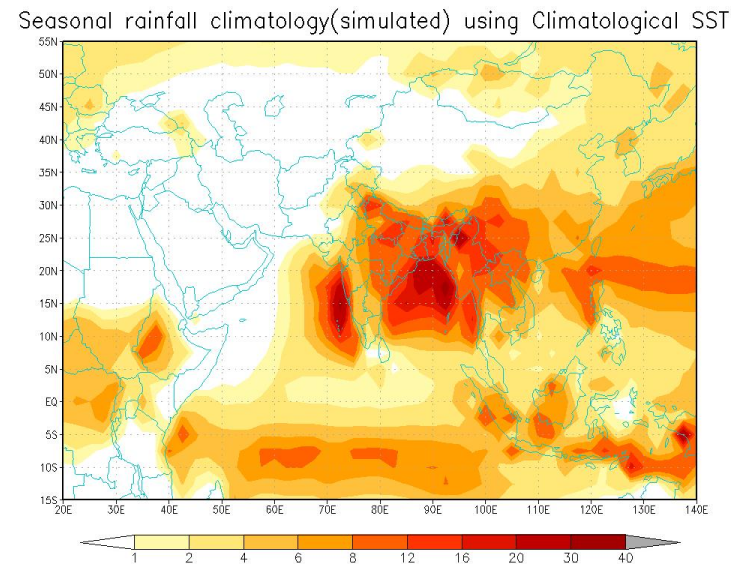 Seasonal rainfall climatology(simulated) using Climatological SST
55N
50N
45N
40N
35N
30N
25N
20N
15N
10N
5N
EQ
5S
10S
15S
20E 30E 40E 50E 60E 70E 80E 90E 100E 110E 120E 130E 140E
1 2 4 6 8 12 16 20 30 40